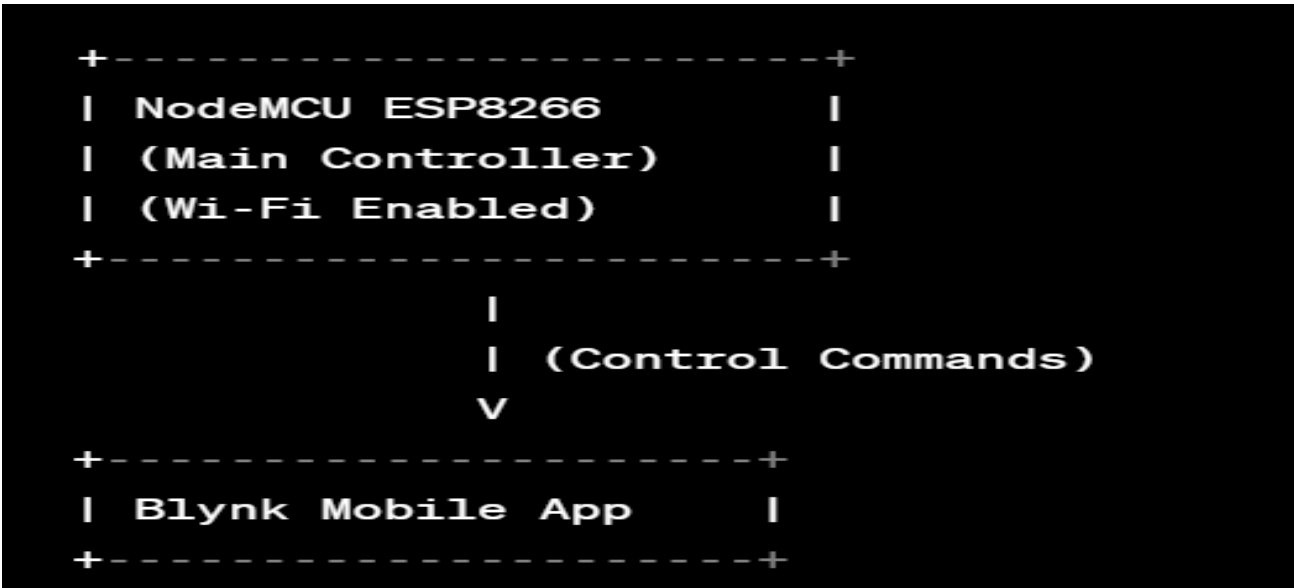 +------------------------+
| NodeMCU ESP8266 |
| (Main Controller) |
| (Wi-Fi Enabled) |
+------------------------+
|
| (Control Commands)
V
+----------------------+
| Blynk Mobile App |
+----------------------+